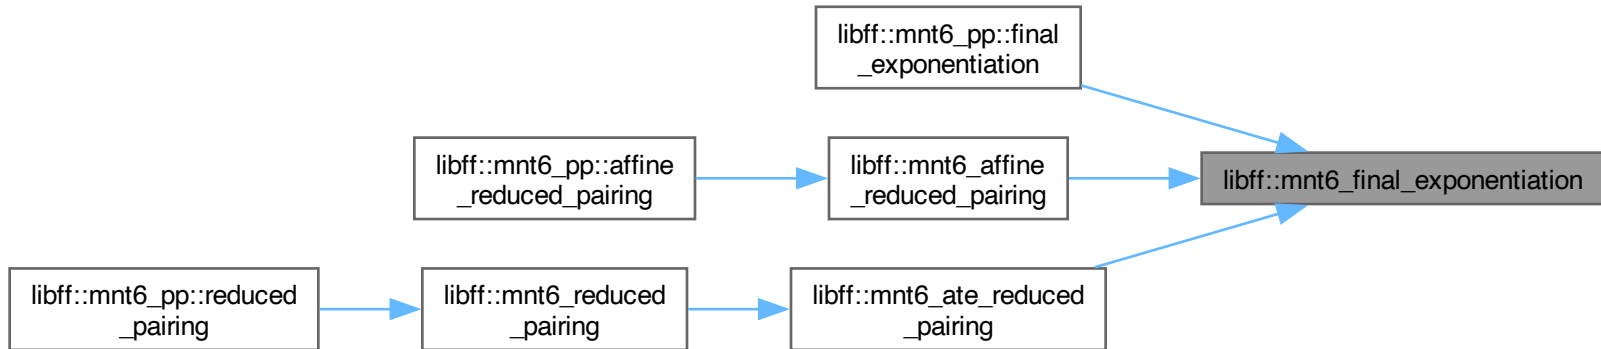 libff::mnt6_pp::final
_exponentiation
libff::mnt6_pp::affine
_reduced_pairing
libff::mnt6_affine
_reduced_pairing
libff::mnt6_final_exponentiation
libff::mnt6_pp::reduced
_pairing
libff::mnt6_reduced
_pairing
libff::mnt6_ate_reduced
_pairing